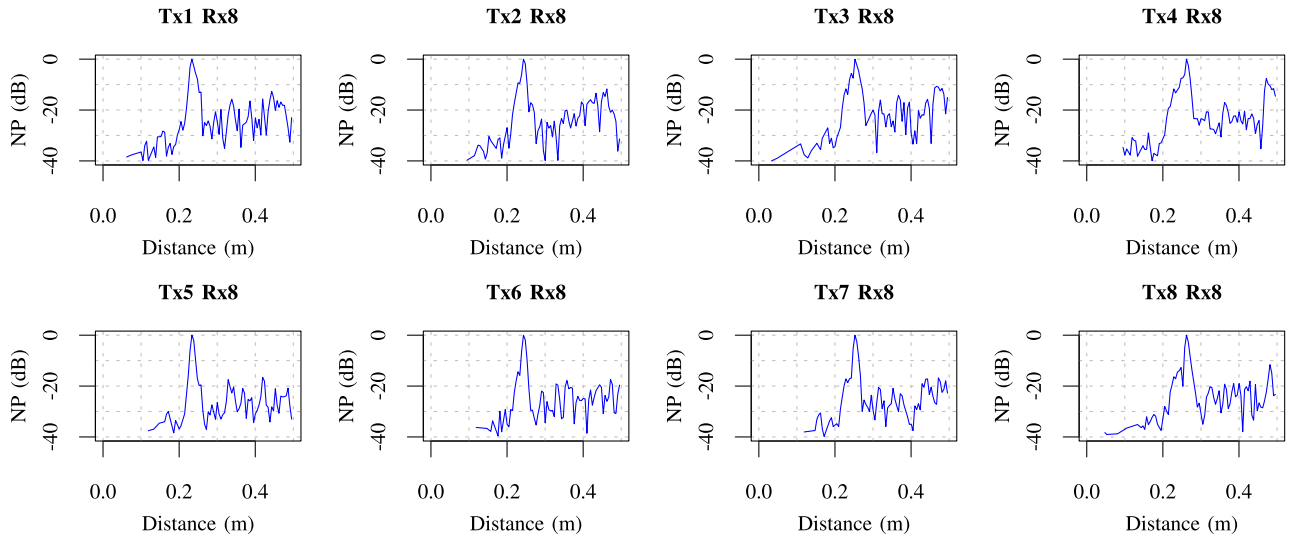 Tx1 Rx8
NP (dB)
0
-20
-40
0.0 0.2 0.4
Distance (m)
Tx2 Rx8
NP (dB)
0
-20
-40
0.0 0.2 0.4
Distance (m)
Tx3 Rx8
NP (dB)
0
-20
-40
0.0 0.2 0.4
Distance (m)
Tx4 Rx8
NP (dB)
0
-20
-40
0.0 0.2 0.4
Distance (m)
Tx5 Rx8
NP (dB)
0
-20
-40
0.0 0.2 0.4
Distance (m)
Tx6 Rx8
NP (dB)
0
-20
-40
0.0 0.2 0.4
Distance (m)
Tx7 Rx8
NP (dB)
0
-20
-40
0.0 0.2 0.4
Distance (m)
Tx8 Rx8
NP (dB)
0
-20
-40
0.0 0.2 0.4
Distance (m)